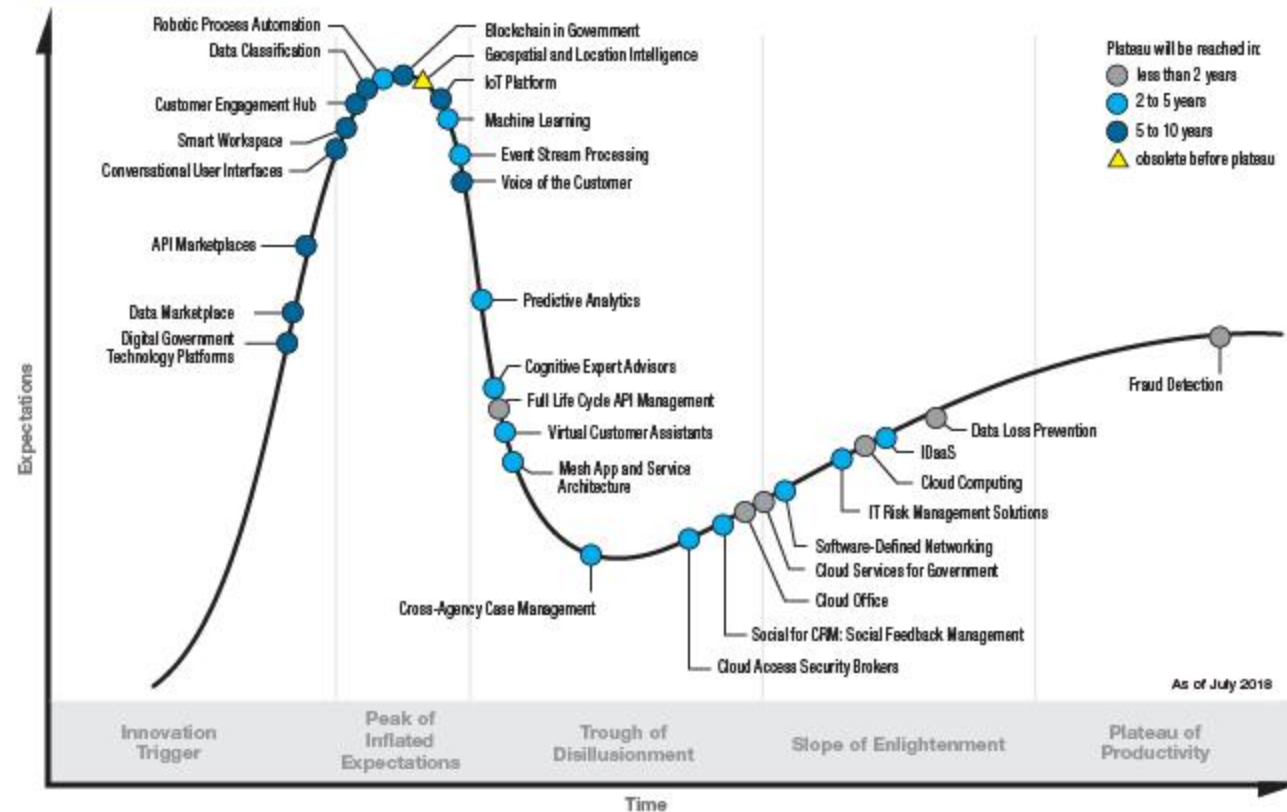 Robotic Process Automation
Data Classification
Customer Engagement Hub
Smart Workspace
Conversational User Interfaces
API Marketplaces
Data Marketplace
Digital Government
Technology Platforms
Blockchain in Government
Geospatial and Location Intelligence
IoT Platform
Machine Learning
Event Stream Processing
Voice of the Customer
Predictive Analytics
Cognitive Expert Advisors
Full Life Cycle API Management
Virtual Customer Assistants
Mesh App and Service
Architecture
Cross-Agency Case Management
Plateau will be reached in:
less than 2 years
2 to 5 years
5 to 10 years
obsolete before plateau
Fraud Detection
Data Loss Prevention
IDaaS
Cloud Computing
IT Risk Management Solutions
Software-Defined Networking
Cloud Services for Government
Cloud Office
Social for CRM: Social Feedback Management
Cloud Access Security Brokers
As of July 2018
Expectations
Innovation
Trigger
Peak of
Inflated
Expectations
Trough of
Disillusionment
Slope of Enlightenment
Plateau of
Productivity
Time